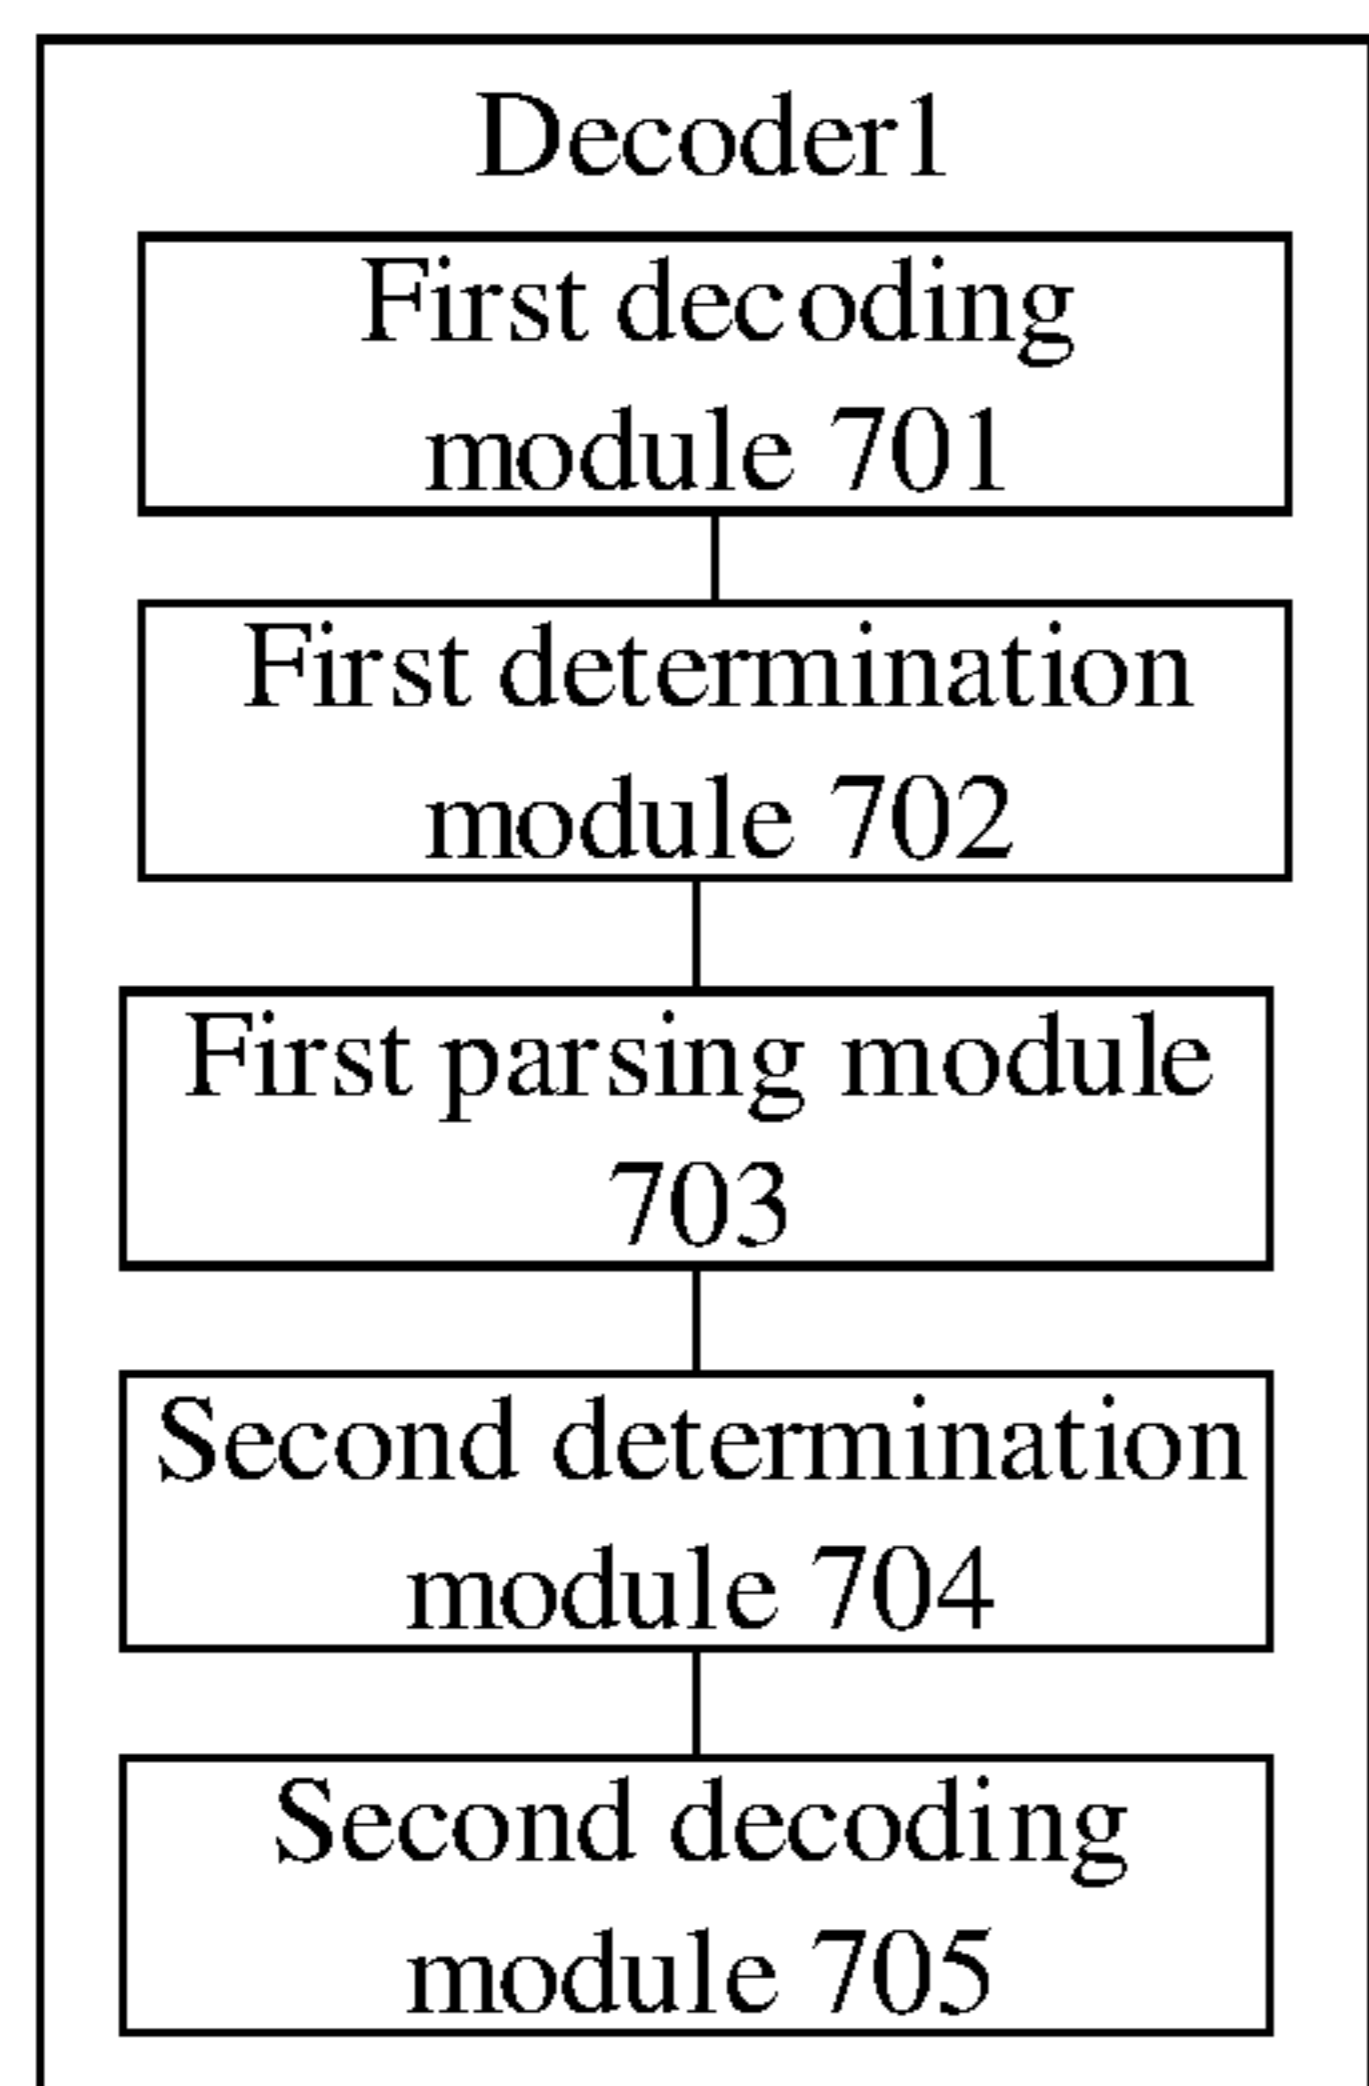 Decoder1
First decoding
module 701
First determination
module 702
First parsing module
703
Second determination
module 704
Second decoding
module 705